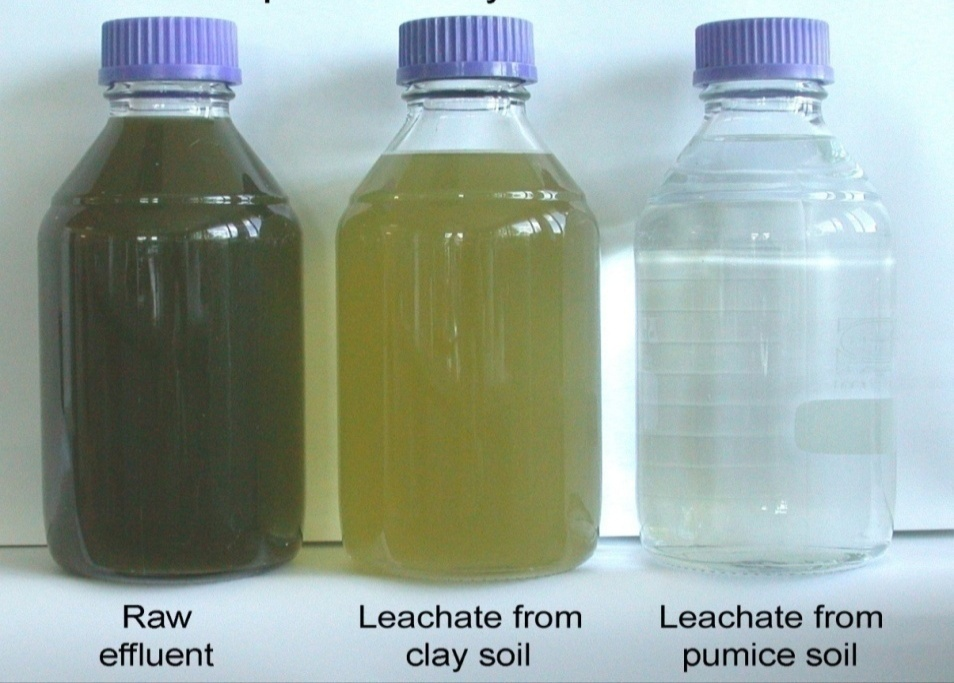 Raw
effluent
Leachate from
clay soil
Leachate from
pumice soil